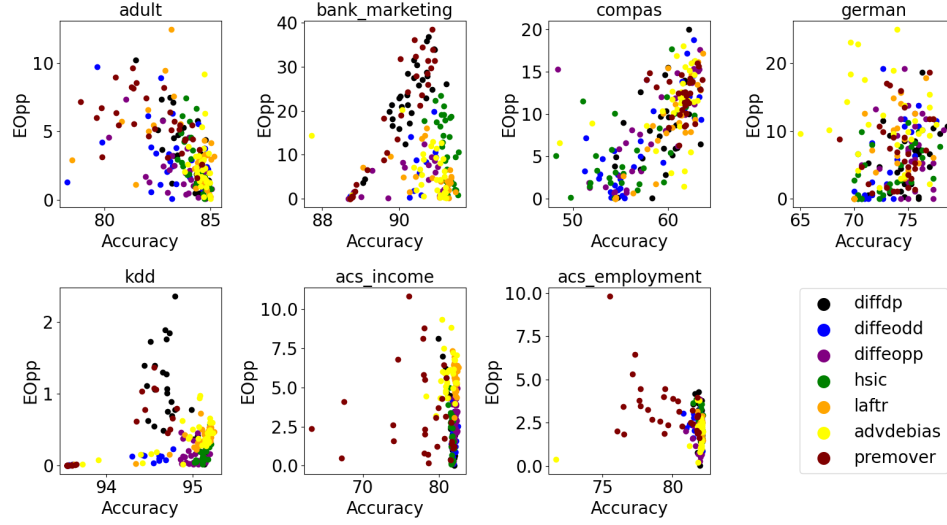 adult
bank_marketing
compas
german
10
5
0
EOpp
80
85
Accuracy
40
30
20
10
0
EOpp
88
90
Accuracy
20
15
10
5
0
EOpp
50
60
Accuracy
20
10
0
EOpp
65
70
75
Accuracy
kdd
acs_income
acs_employment
2
1
0
EOpp
94
95
Accuracy
10.0
7.5
5.0
2.5
0.0
EOpp
70
80
Accuracy
10.0
7.5
5.0
2.5
0.0
EOpp
75
80
Accuracy
diffdp
diffeodd
diffeopp
hsic
laftr
advdebias
premover